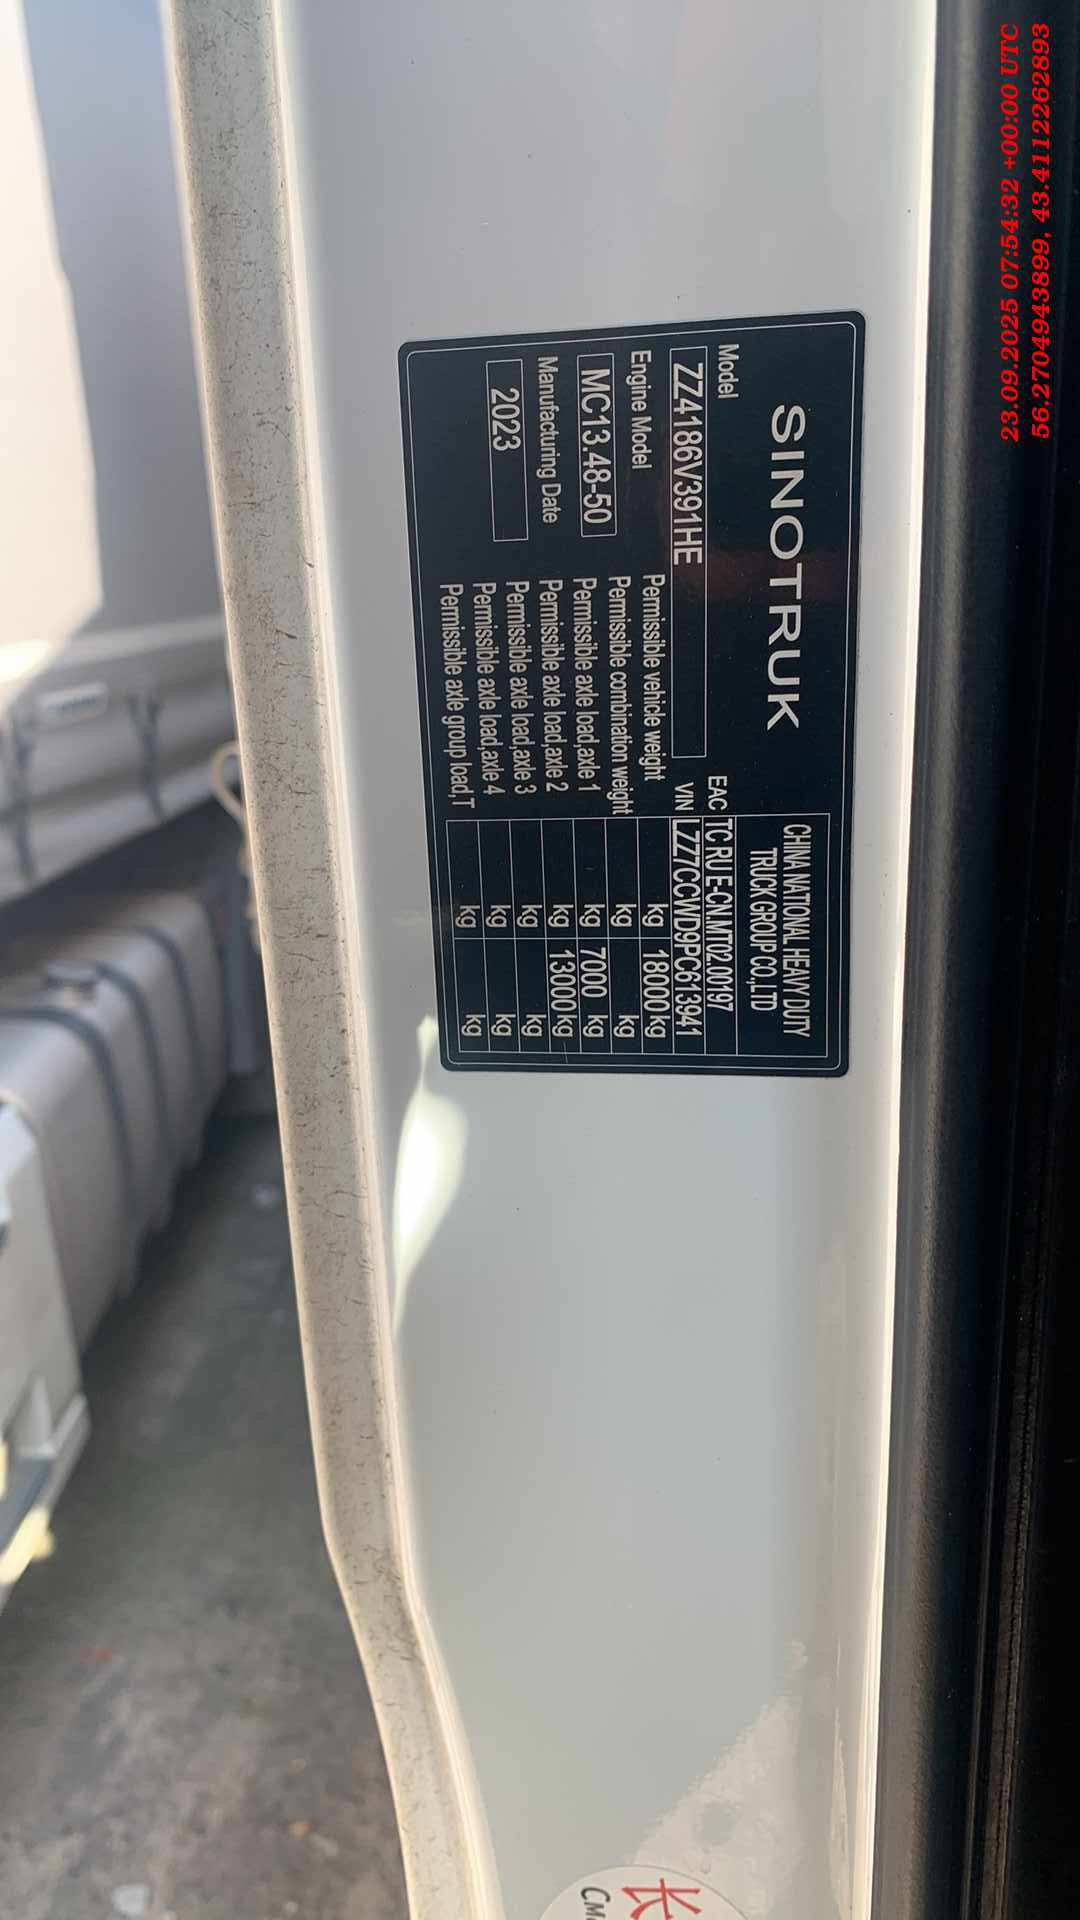 23.09.2025 07:54:32 +00:00 UTC
56.2704943899, 43.4112262893
SINOTRUK
CHINA NATIONAL HEAVY DUTY
TRUCK GROUP CO.,LTD
Model
ZZ4186V391HE
EAC TC RU E-CN.MT02.00197
VIN LZZ7CCWD9PC613941
Engine Model
MC13.48-50
Manufacturing Date
2023
Permissible vehicle weight kg 18000 kg
Permissible combination weight kg kg
Permissible axle load,axle 1 kg 7000 kg
Permissible axle load,axle 2 kg 13000 kg
Permissible axle load,axle 3 kg kg
Permissible axle load,axle 4 kg kg
Permissible axle group load,T kg kg
长